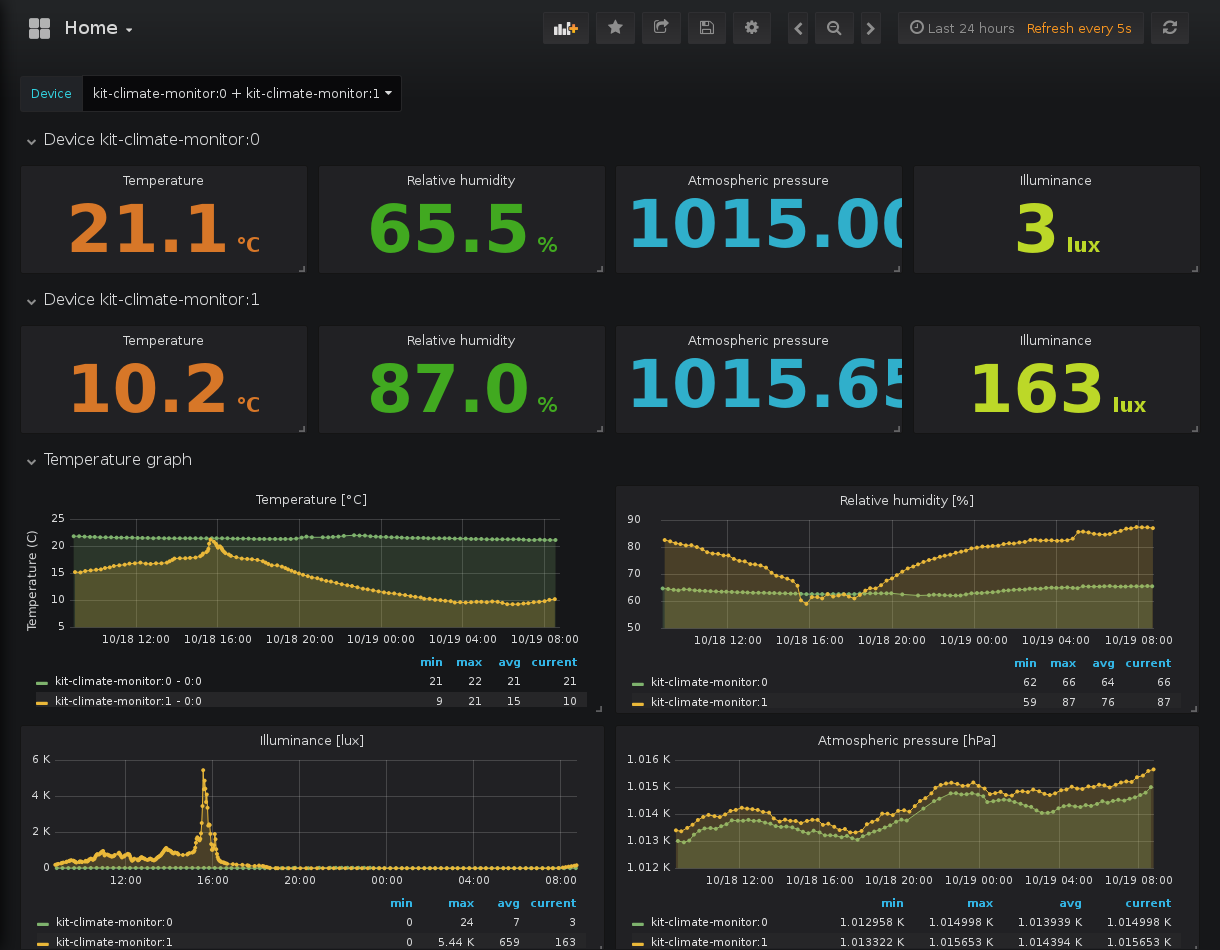 Home
Last 24 hours Refresh every 5s
Device kit-climate-monitor:0 + kit-climate-monitor:1
Device kit-climate-monitor:0
Temperature Relative humidity Atmospheric pressure Illuminance
21.1 °C 65.5 % 1015.00 3 lux
Device kit-climate-monitor:1
Temperature Relative humidity Atmospheric pressure Illuminance
10.2 °C 87.0 % 1015.65 163 lux
Temperature graph
Temperature [°C]
Temperature (C)
25
20
15
10
5
10/18 12:00 10/18 16:00 10/18 20:00 10/19 00:00 10/19 04:00 10/19 08:00
min max avg current
kit-climate-monitor:0 - 0:0 21 22 21 21
kit-climate-monitor:1 - 0:0 9 21 15 10
Relative humidity [%]
90
80
70
60
50
10/18 12:00 10/18 16:00 10/18 20:00 10/19 00:00 10/19 04:00 10/19 08:00
min max avg current
kit-climate-monitor:0 62 66 64 66
kit-climate-monitor:1 59 87 76 87
Illuminance [lux]
6 K
4 K
2 K
0
12:00 16:00 20:00 00:00 04:00 08:00
min max avg current
kit-climate-monitor:0 0 24 7 3
kit-climate-monitor:1 0 5.44 K 659 163
Atmospheric pressure [hPa]
1.016 K
1.015 K
1.014 K
1.013 K
1.012 K
10/18 12:00 10/18 16:00 10/18 20:00 10/19 00:00 10/19 04:00 10/19 08:00
min max avg current
kit-climate-monitor:0 1.012958 K 1.014998 K 1.013939 K 1.014998 K
kit-climate-monitor:1 1.013322 K 1.015653 K 1.014394 K 1.015653 K